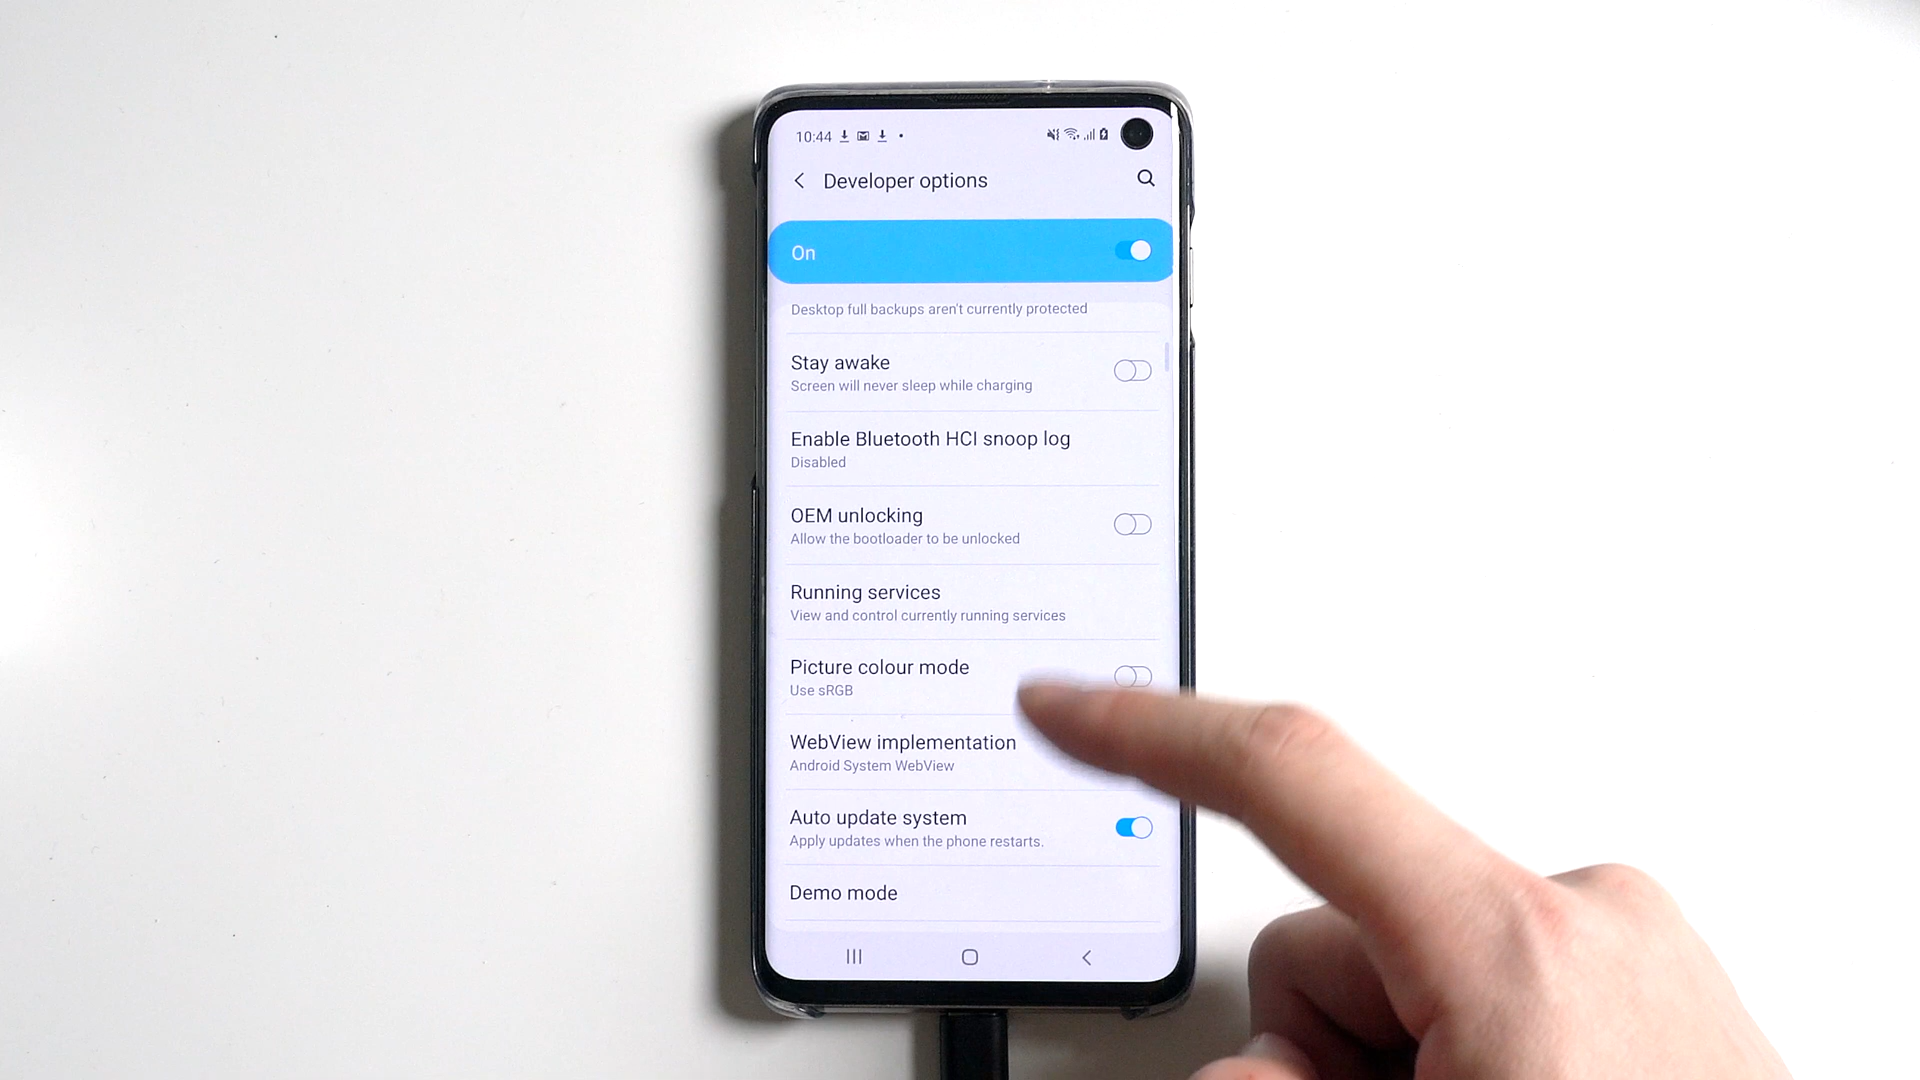 10:44
Developer options
On
Desktop full backups aren't currently protected
Stay awake
Screen will never sleep while charging
Enable Bluetooth HCI snoop log
Disabled
OEM unlocking
Allow the bootloader to be unlocked
Running services
View and control currently running services
Picture colour mode
Use sRGB
WebView implementation
Android System WebView
Auto update system
Apply updates when the phone restarts.
Demo mode